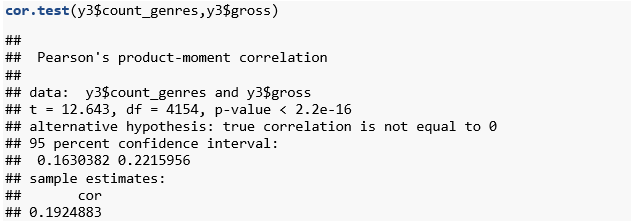 cor.test(y3$count_genres,y3$gross)
##
##  Pearson's product-moment correlation
##
## data:  y3$count_genres and y3$gross
## t = 12.643, df = 4154, p-value < 2.2e-16
## alternative hypothesis: true correlation is not equal to 0
## 95 percent confidence interval:
##  0.1630382 0.2215956
## sample estimates:
##       cor
## 0.1924883